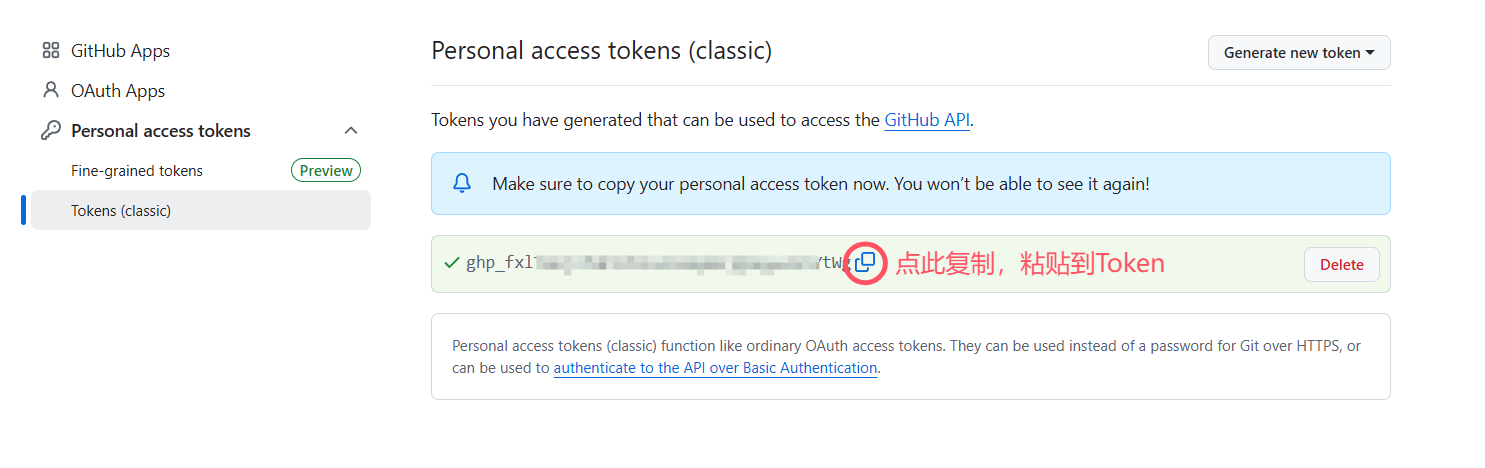 GitHub Apps
OAuth Apps
Personal access tokens
Fine-grained tokens
Preview
Tokens (classic)
Personal access tokens (classic)
Generate new token
Tokens you have generated that can be used to access the GitHub API.
Make sure to copy your personal access token now. You won’t be able to see it again!
点此复制，粘贴到Token
Delete
Personal access tokens (classic) function like ordinary OAuth access tokens. They can be used instead of a password for Git over HTTPS, or
can be used to authenticate to the API over Basic Authentication.